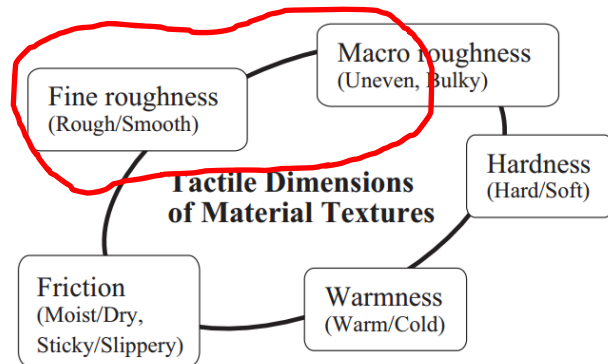 Macro roughness
(Uneven, Bulky)
Fine roughness
(Rough/Smooth)
Hardness
(Hard/Soft)
Tactile Dimensions
of Material Textures
Friction
(Moist/Dry,
Sticky/Slippery)
Warmness
(Warm/Cold)